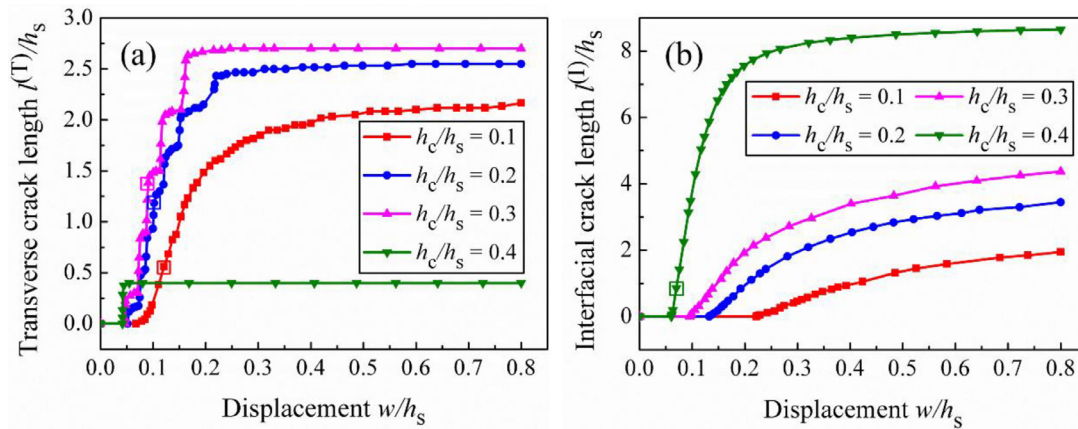 (a)
Transverse crack length l(T)/hs
3.0
2.5
2.0
1.5
1.0
0.5
0.0
hc/hs = 0.1
hc/hs = 0.2
hc/hs = 0.3
hc/hs = 0.4
0.0 0.1 0.2 0.3 0.4 0.5 0.6 0.7 0.8
Displacement w/hs
(b)
Interfacial crack length l(I)/hs
8
6
4
2
0
hc/hs = 0.1 hc/hs = 0.3
hc/hs = 0.2 hc/hs = 0.4
0.0 0.1 0.2 0.3 0.4 0.5 0.6 0.7 0.8
Displacement w/hs